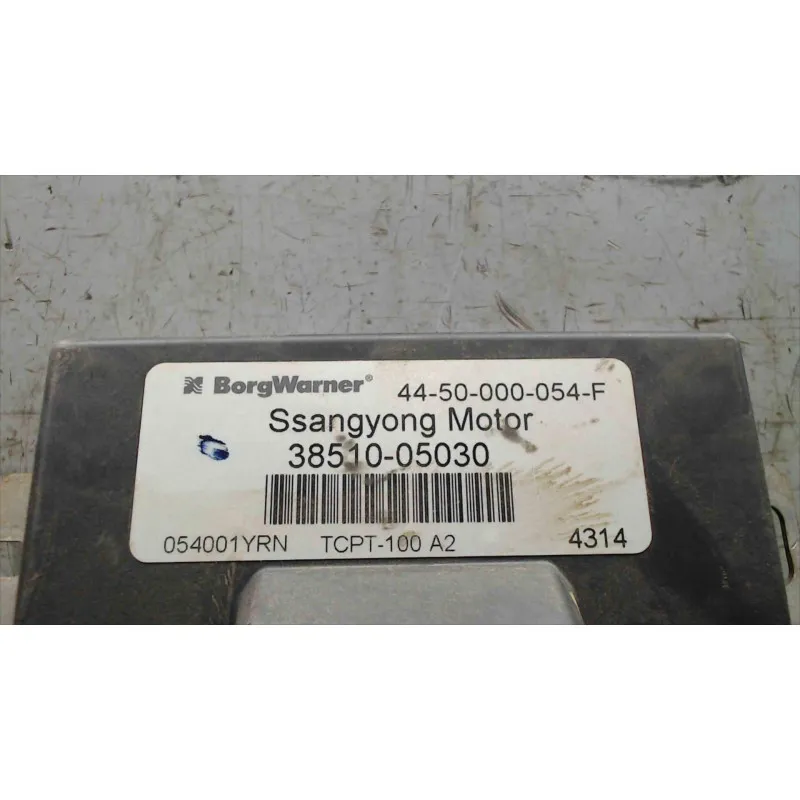 BorgWarner® 44-50-000-054-F
Ssangyong Motor
38510-05030
054001YRN TCPT-100 A2 4314